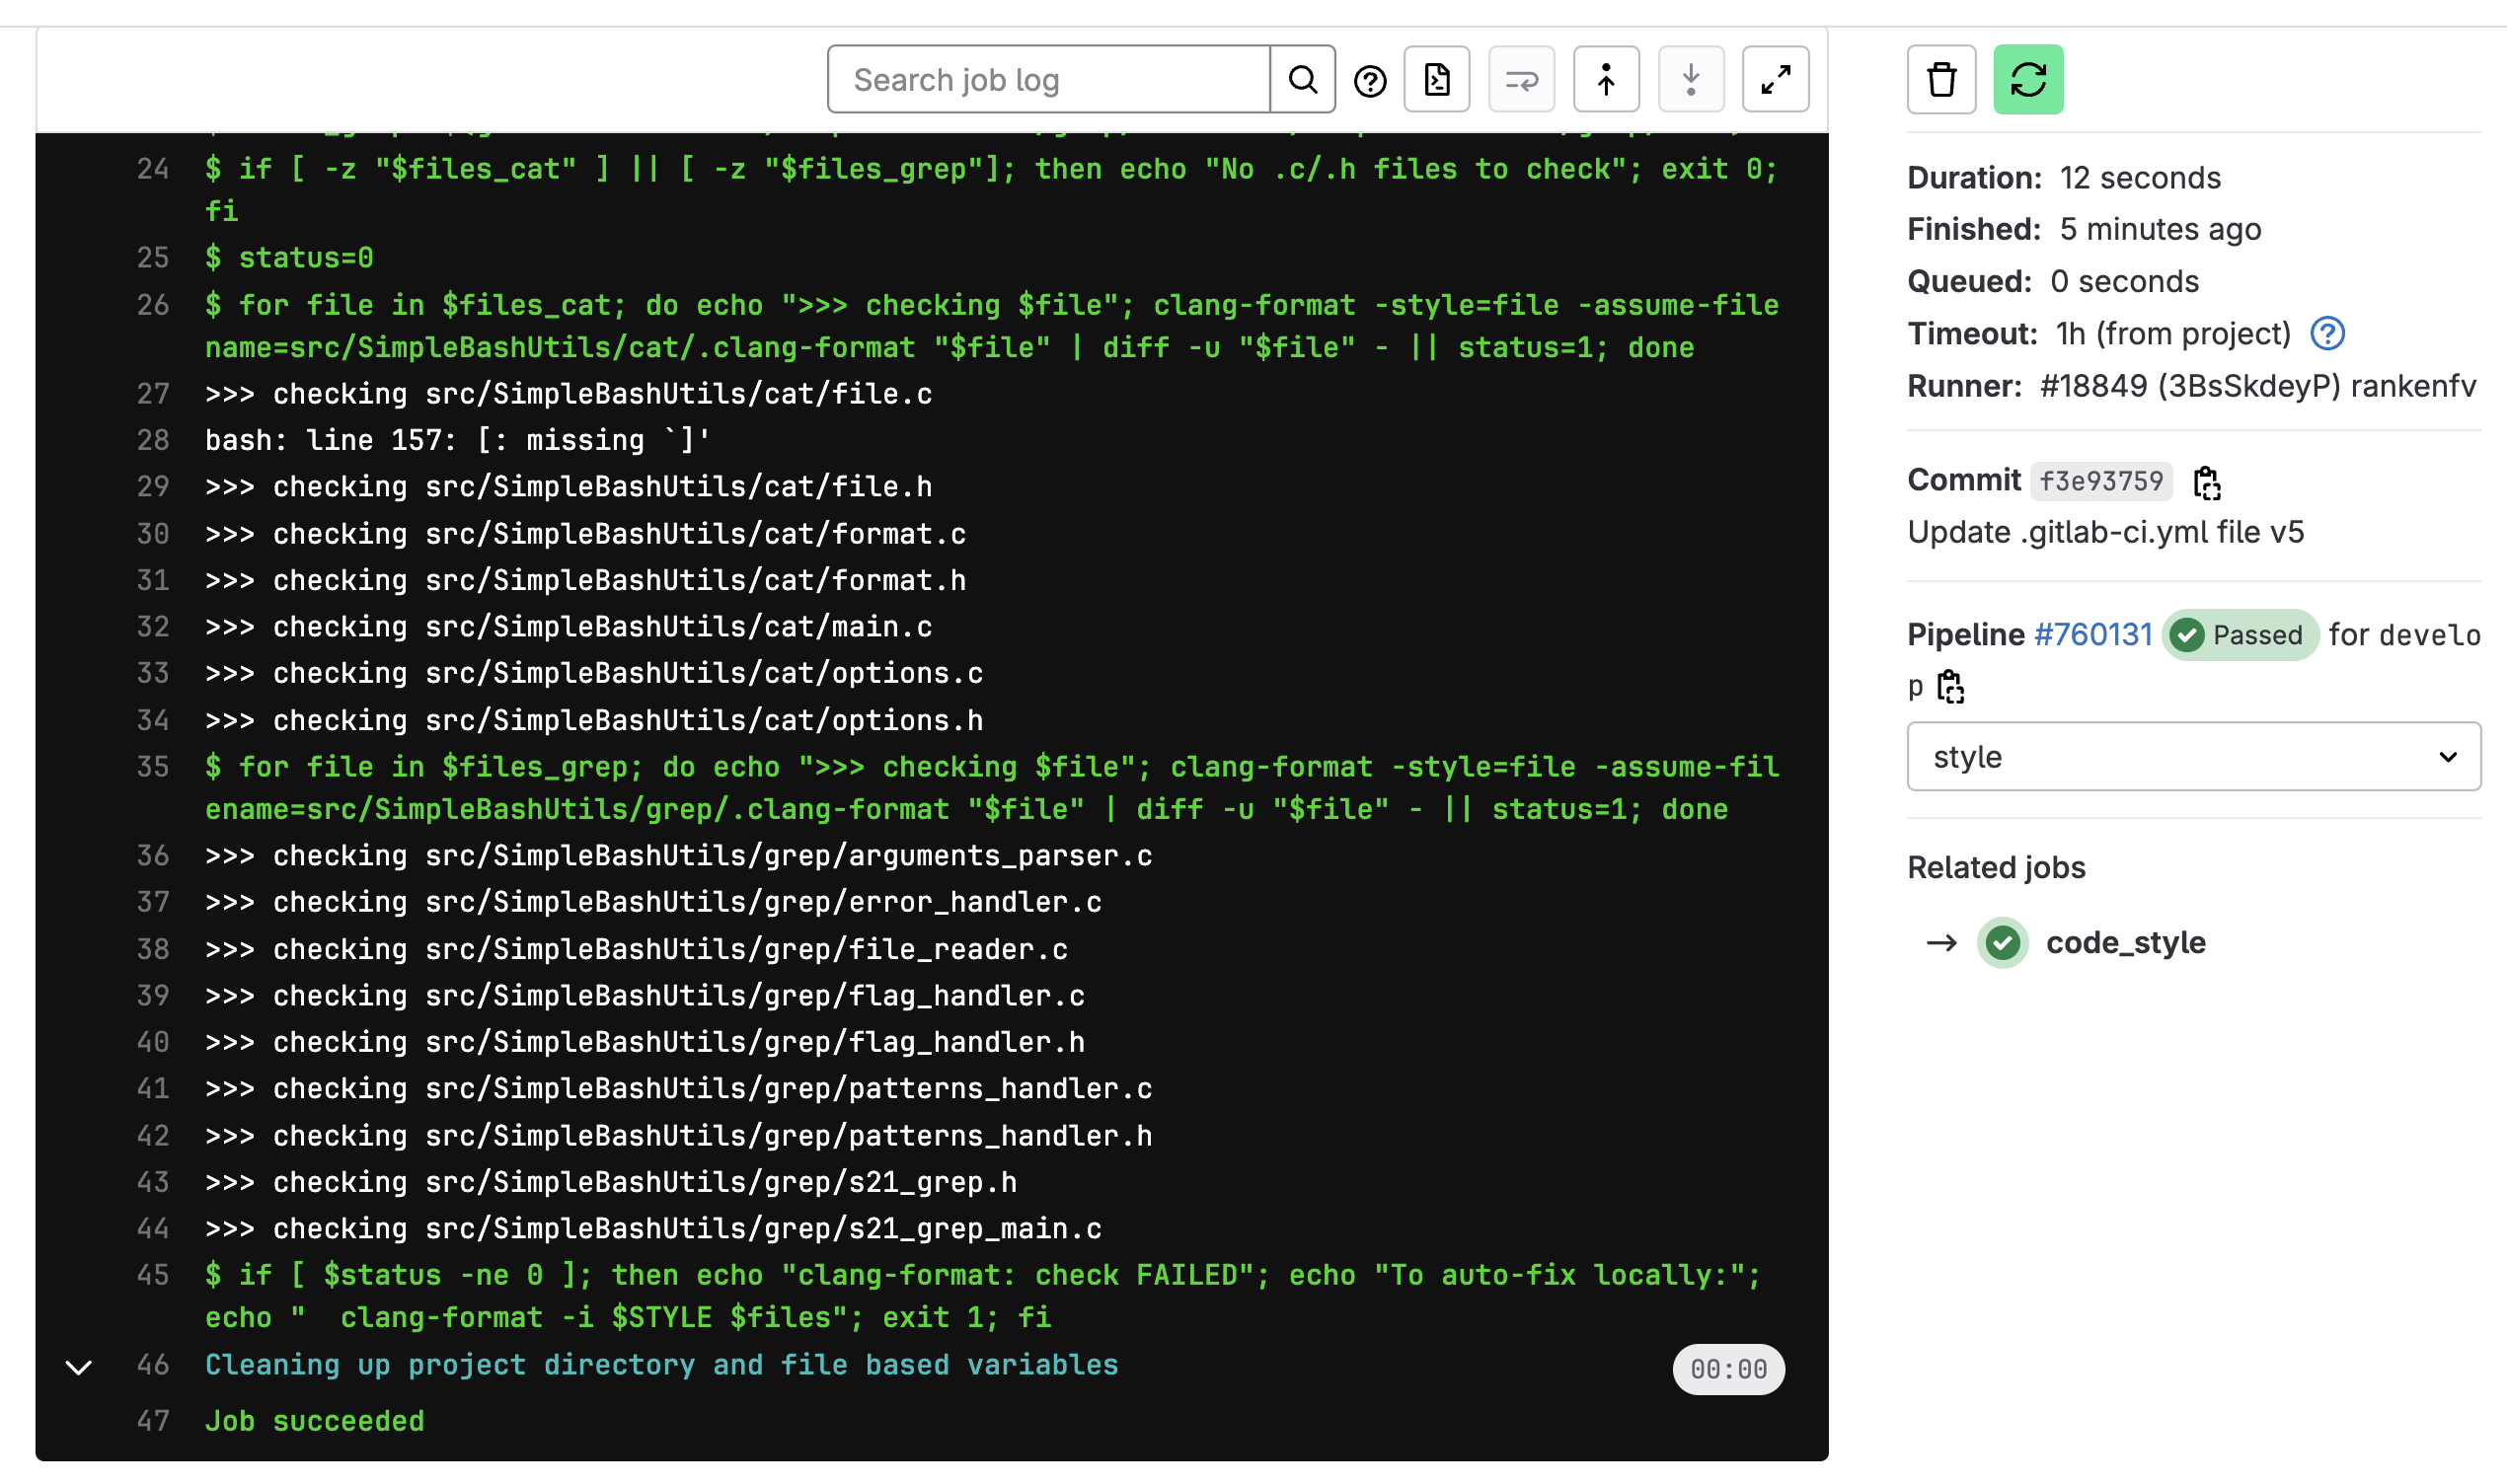 Search job log
24 $ if [ -z "$files_cat" ] || [ -z "$files_grep"]; then echo "No .c/.h files to check"; exit 0;
fi
25 $ status=0
26 $ for file in $files_cat; do echo ">>> checking $file"; clang-format -style=file -assume-file
name=src/SimpleBashUtils/cat/.clang-format "$file" | diff -u "$file" - || status=1; done
27 >>> checking src/SimpleBashUtils/cat/file.c
28 bash: line 157: [: missing `]'
29 >>> checking src/SimpleBashUtils/cat/file.h
30 >>> checking src/SimpleBashUtils/cat/format.c
31 >>> checking src/SimpleBashUtils/cat/format.h
32 >>> checking src/SimpleBashUtils/cat/main.c
33 >>> checking src/SimpleBashUtils/cat/options.c
34 >>> checking src/SimpleBashUtils/cat/options.h
35 $ for file in $files_grep; do echo ">>> checking $file"; clang-format -style=file -assume-fil
ename=src/SimpleBashUtils/grep/.clang-format "$file" | diff -u "$file" - || status=1; done
36 >>> checking src/SimpleBashUtils/grep/arguments_parser.c
37 >>> checking src/SimpleBashUtils/grep/error_handler.c
38 >>> checking src/SimpleBashUtils/grep/file_reader.c
39 >>> checking src/SimpleBashUtils/grep/flag_handler.c
40 >>> checking src/SimpleBashUtils/grep/flag_handler.h
41 >>> checking src/SimpleBashUtils/grep/patterns_handler.c
42 >>> checking src/SimpleBashUtils/grep/patterns_handler.h
43 >>> checking src/SimpleBashUtils/grep/s21_grep.h
44 >>> checking src/SimpleBashUtils/grep/s21_grep_main.c
45 $ if [ $status -ne 0 ]; then echo "clang-format: check FAILED"; echo "To auto-fix locally:";
echo "  clang-format -i $STYLE $files"; exit 1; fi
46 Cleaning up project directory and file based variables 00:00
47 Job succeeded
Duration: 12 seconds
Finished: 5 minutes ago
Queued: 0 seconds
Timeout: 1h (from project)
Runner: #18849 (3BsSkdeyP) rankenfv
Commit f3e93759
Update .gitlab-ci.yml file v5
Pipeline #760131 Passed for develo
p
style
Related jobs
code_style